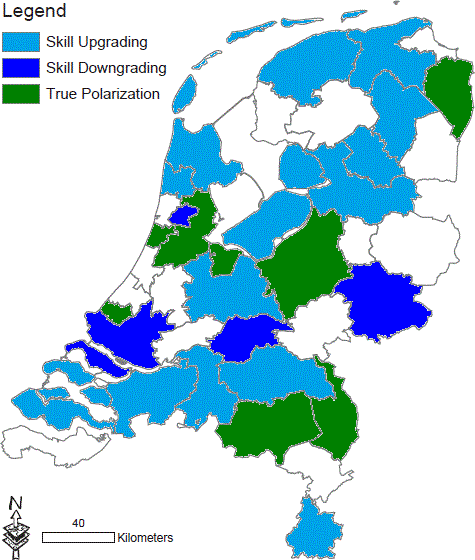 Legend
Skill Upgrading
Skill Downgrading
True Polarization
N
40
Kilometers